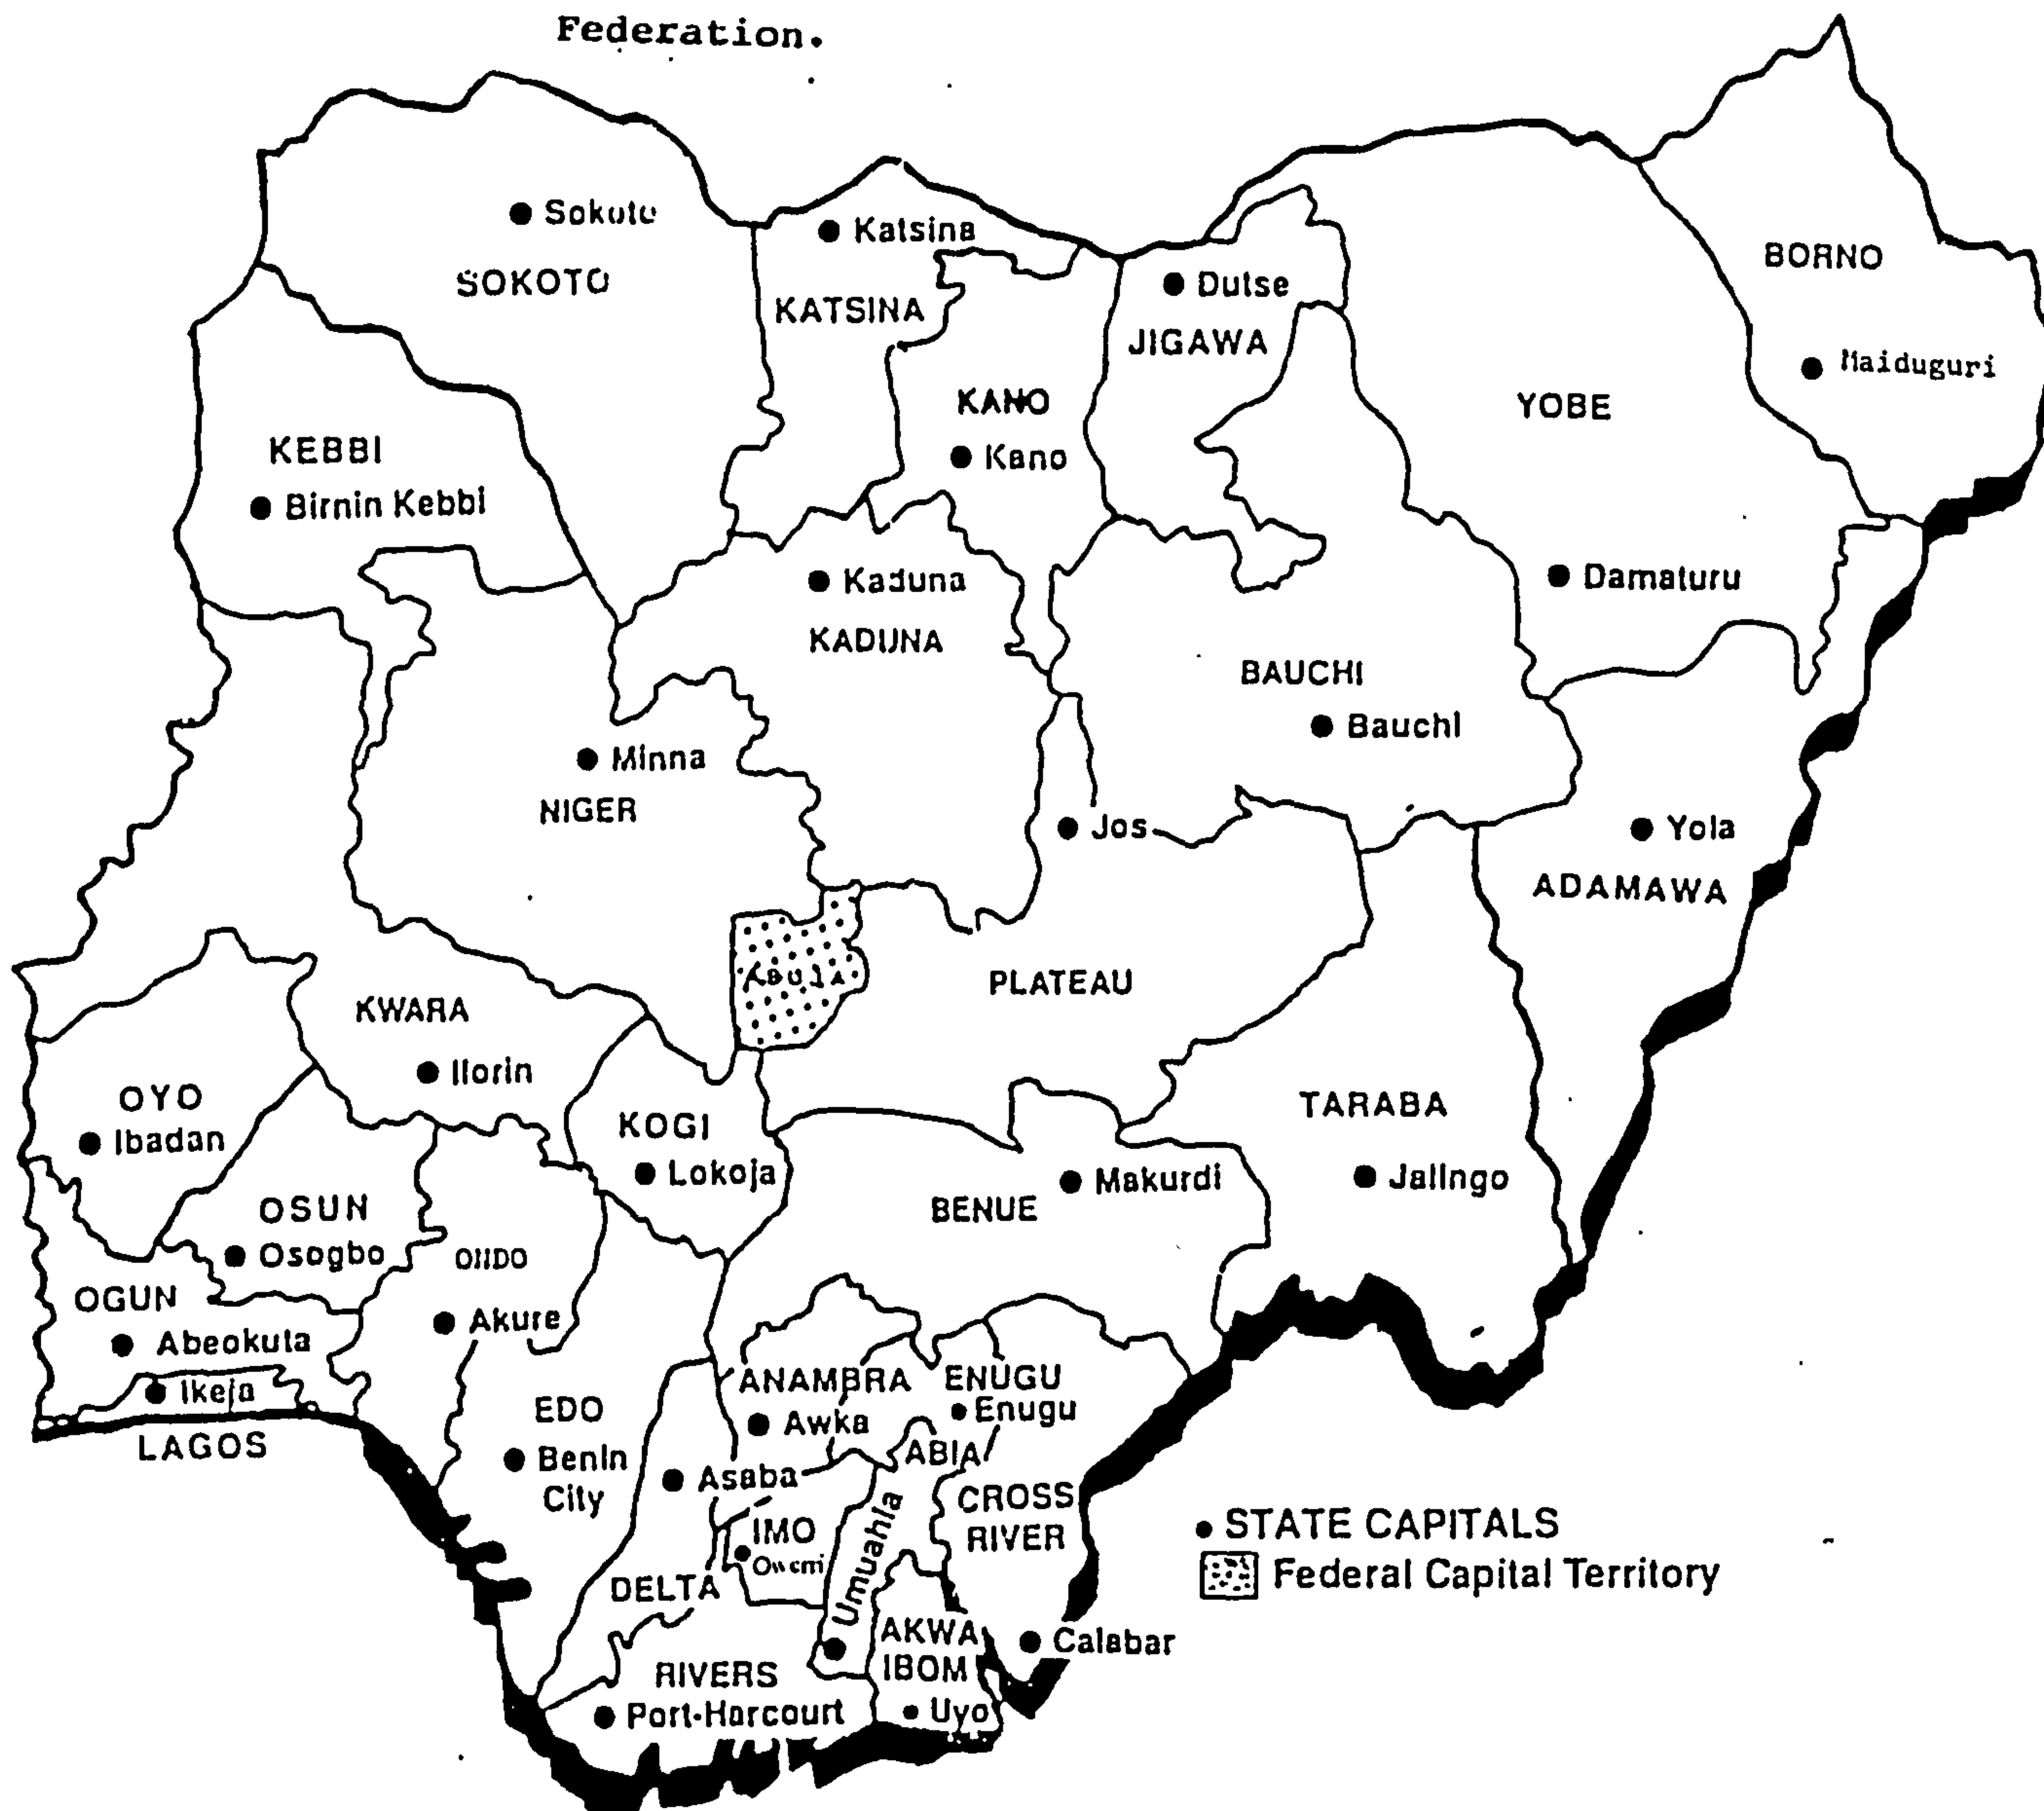 Federation.
Sokoto
SOKOTO
Katsina
KATSINA
Dutse
JIGAWA
BORNO
Maiduguri
KANO
Kano
YOBE
KEBBI
Birnin Kebbi
Kaduna
KADUNA
Damaturu
BAUCHI
Bauchi
Minna
NIGER
Jos
Yola
ADAMAWA
ABUJA
PLATEAU
KWARA
Ilorin
OYO
Ibadan
KOGI
Lokoja
TARABA
Jalingo
BENUE
Makurdi
OSUN
Osogbo
ONDO
Akure
OGUN
Abeokuta
Ikeja
LAGOS
EDO
Benin
City
ANAMBRA
Awka
ENUGU
Enugu
ABIA
Asaba
IMO
Owerri
Umuahia
CROSS
RIVER
DELTA
AKWA
IBOM
Uyo
Calabar
RIVERS
Port-Harcourt
STATE CAPITALS
Federal Capital Territory